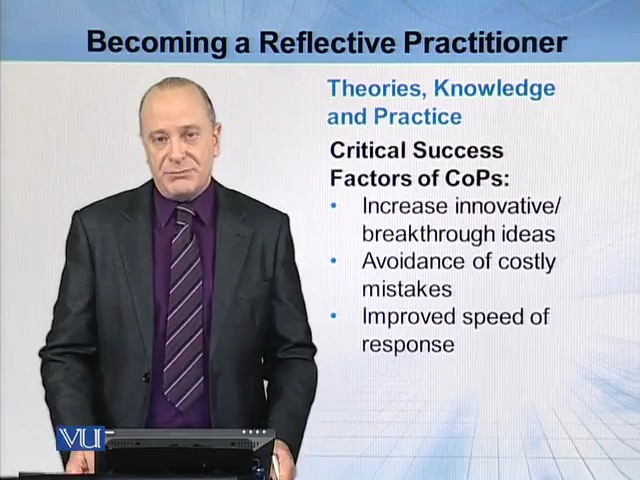 Becoming a Reflective Practitioner
Theories, Knowledge
and Practice
Critical Success
Factors of CoPs:
• Increase innovative/
breakthrough ideas
• Avoidance of costly
mistakes
• Improved speed of
response
VU